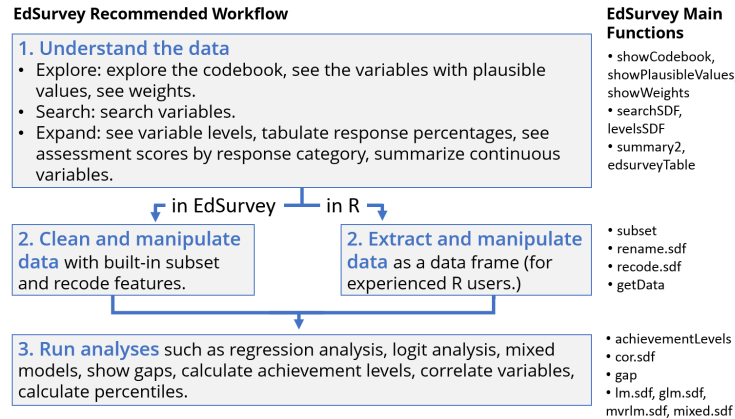 EdSurvey Recommended Workflow
1. Understand the data
• Explore: explore the codebook, see the variables with plausible
values, see weights.
• Search: search variables.
• Expand: see variable levels, tabulate response percentages, see
assessment scores by response category, summarize continuous
variables.
in EdSurvey
in R
2. Clean and manipulate
data with built-in subset
and recode features.
2. Extract and manipulate
data as a data frame (for
experienced R users.)
3. Run analyses such as regression analysis, logit analysis, mixed
models, show gaps, calculate achievement levels, correlate variables,
calculate percentiles.
EdSurvey Main
Functions
• showCodebook,
showPlausibleValues
showWeights
• searchSDF,
levelsSDF
• summary2,
edsurveyTable
• subset
• rename.sdf
• recode.sdf
• getData
• achievementLevels
• cor.sdf
• gap
• lm.sdf, glm.sdf,
mvrlm.sdf, mixed.sdf